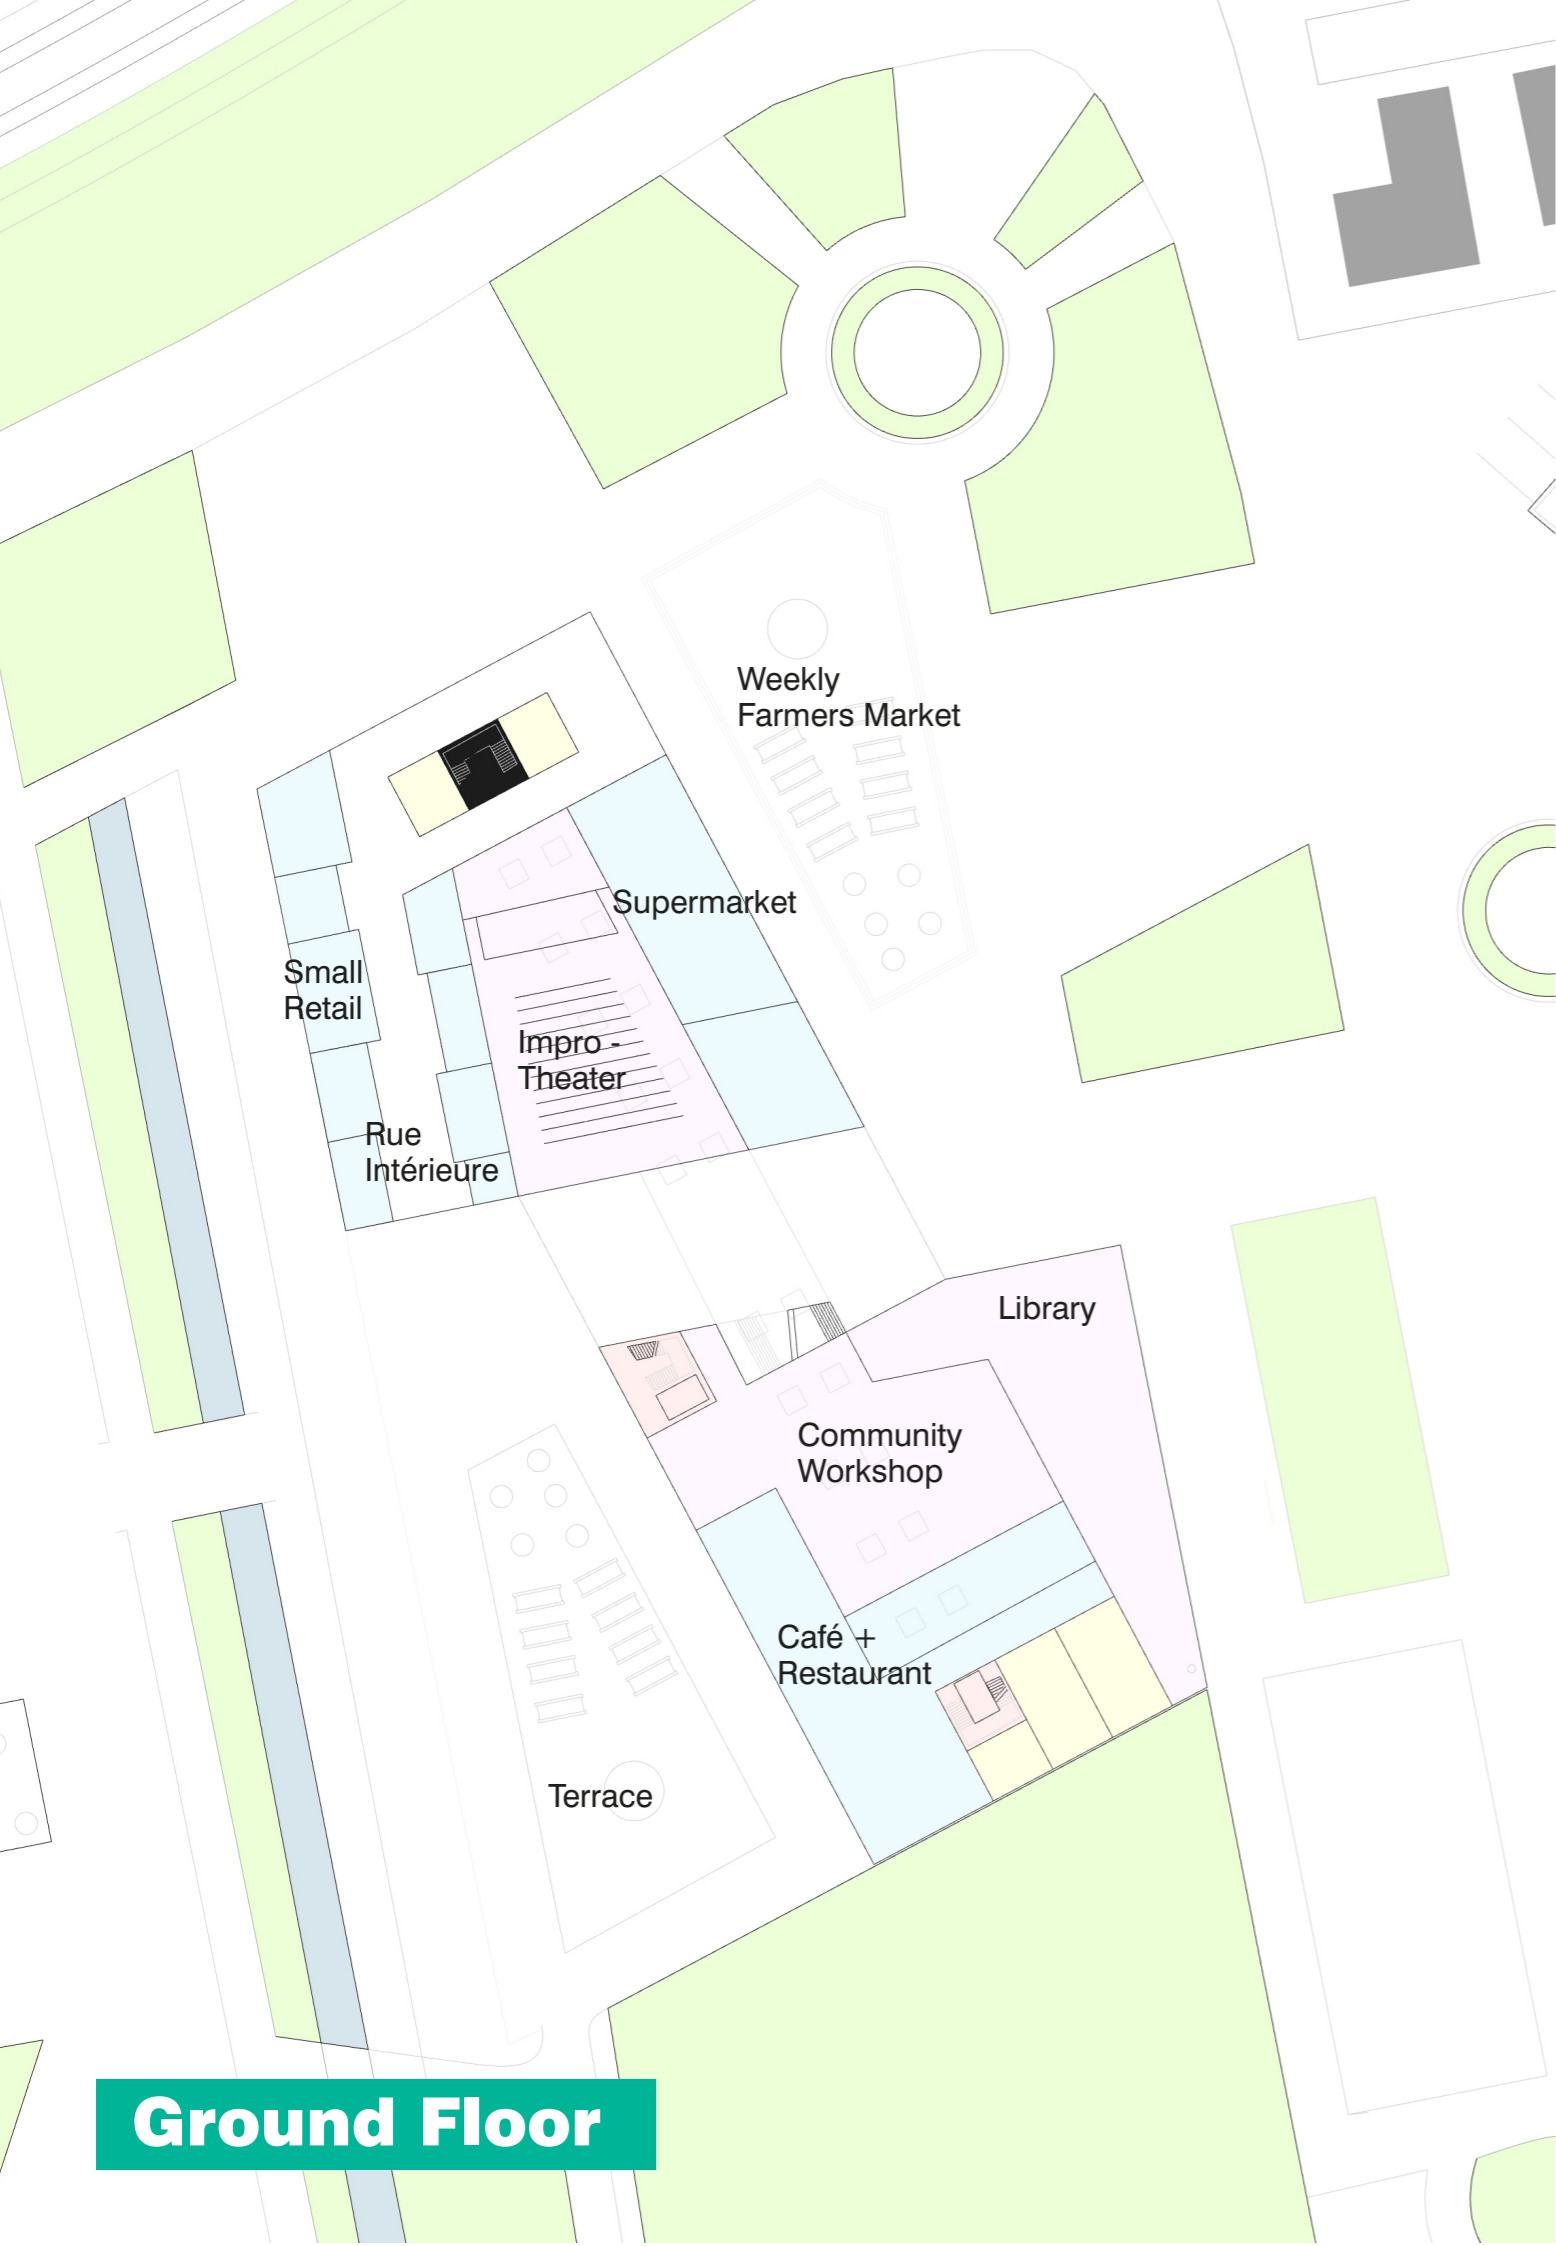 Weekly
Farmers Market
Supermarket
Small
Retail
Impro -
Theater
Rue
Intérieure
Library
Community
Workshop
Café +
Restaurant
Terrace
Ground Floor